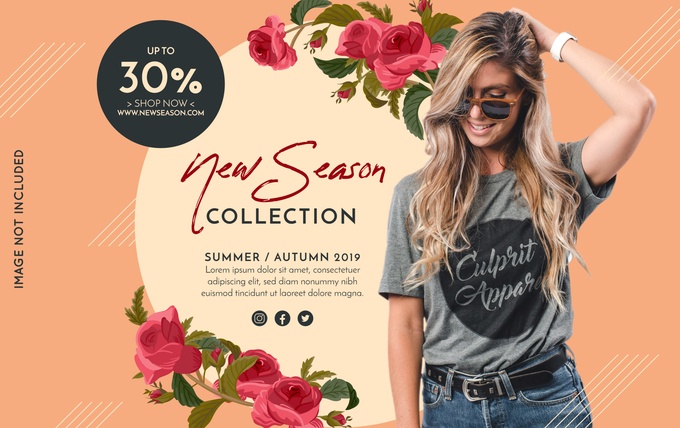 UP TO
30%
> SHOP NOW <
WWW.NEWSEASON.COM
IMAGE NOT INCLUDED
New Season
COLLECTION
SUMMER / AUTUMN 2019
Lorem ipsum dolor sit amet, consectetuer
adipiscing elit, sed diam nonummy nibh
euismod tincidunt ut laoreet dolore magna.
Culprit